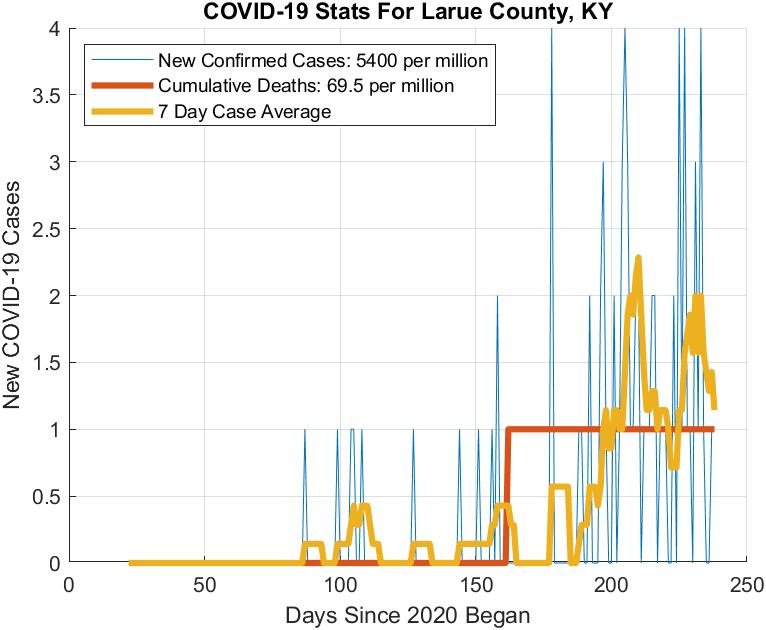 COVID-19 Stats For Larue County, KY
New Confirmed Cases: 5400 per million
Cumulative Deaths: 69.5 per million
7 Day Case Average
New COVID-19 Cases
4
3.5
3
2.5
2
1.5
1
0.5
0
0 50 100 150 200 250
Days Since 2020 Began